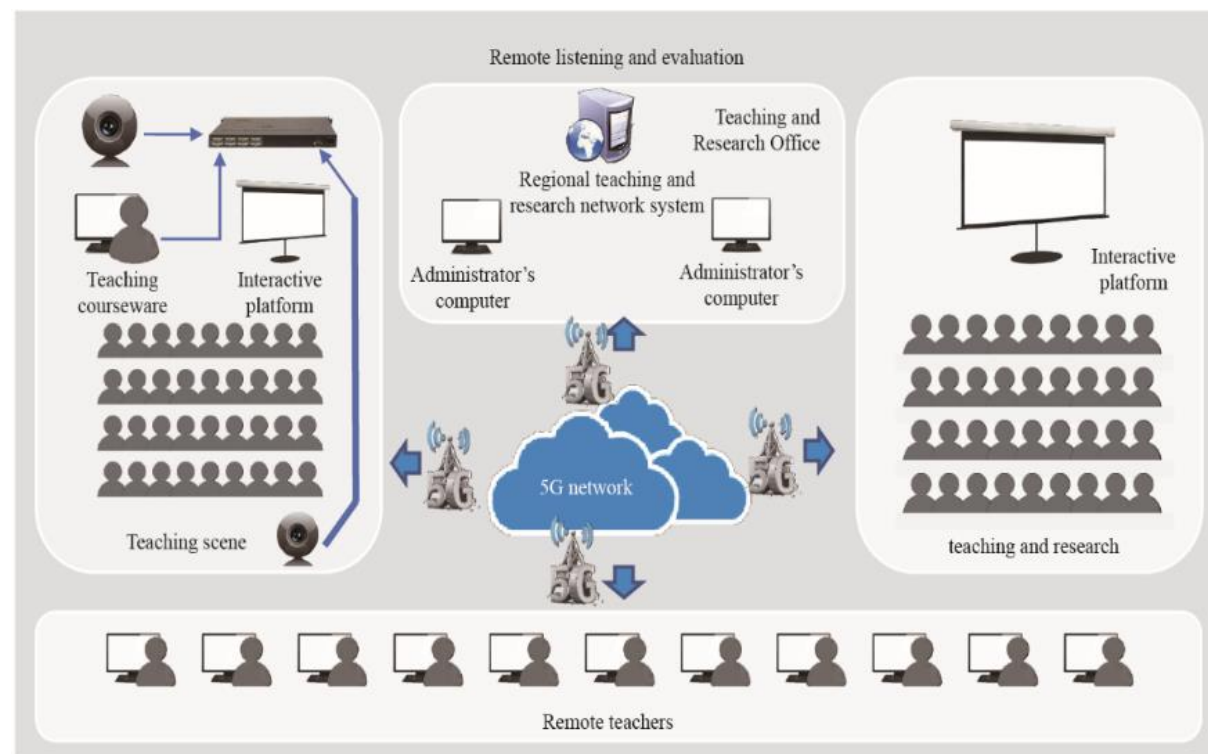 Remote listening and evaluation
Teaching and
Research Office
Regional teaching and
research network system
Administrator's
computer
Administrator's
computer
Teaching
courseware
Interactive
platform
Teaching scene
Interactive
platform
teaching and research
5G
5G
5G network
5G
5G
Remote teachers